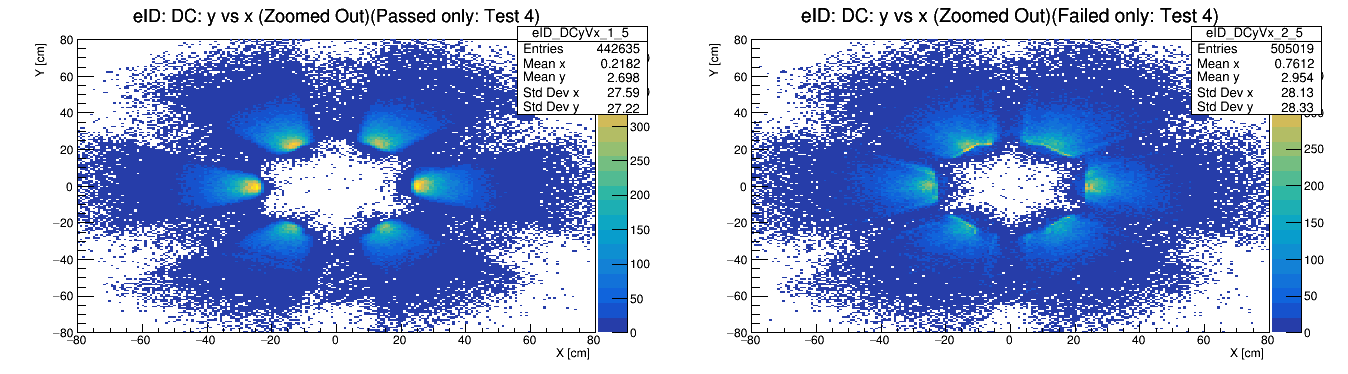 eID: DC: y vs x (Zoomed Out)(Passed only: Test 4)
eID_DCyVx_1_5
Entries 442635
Mean x 0.2182
Mean y 2.698
Std Dev x 27.59
Std Dev y 27.22
Y [cm]
80
60
40
20
0
−20
−40
−60
−80
−80 −60 −40 −20 0 20 40 60 80
X [cm]
300
250
200
150
100
50
0
eID: DC: y vs x (Zoomed Out)(Failed only: Test 4)
eID_DCyVx_2_5
Entries 505019
Mean x 0.7612
Mean y 2.954
Std Dev x 28.13
Std Dev y 28.33
Y [cm]
80
60
40
20
0
−20
−40
−60
−80
−80 −60 −40 −20 0 20 40 60 80
X [cm]
250
200
150
100
50
0